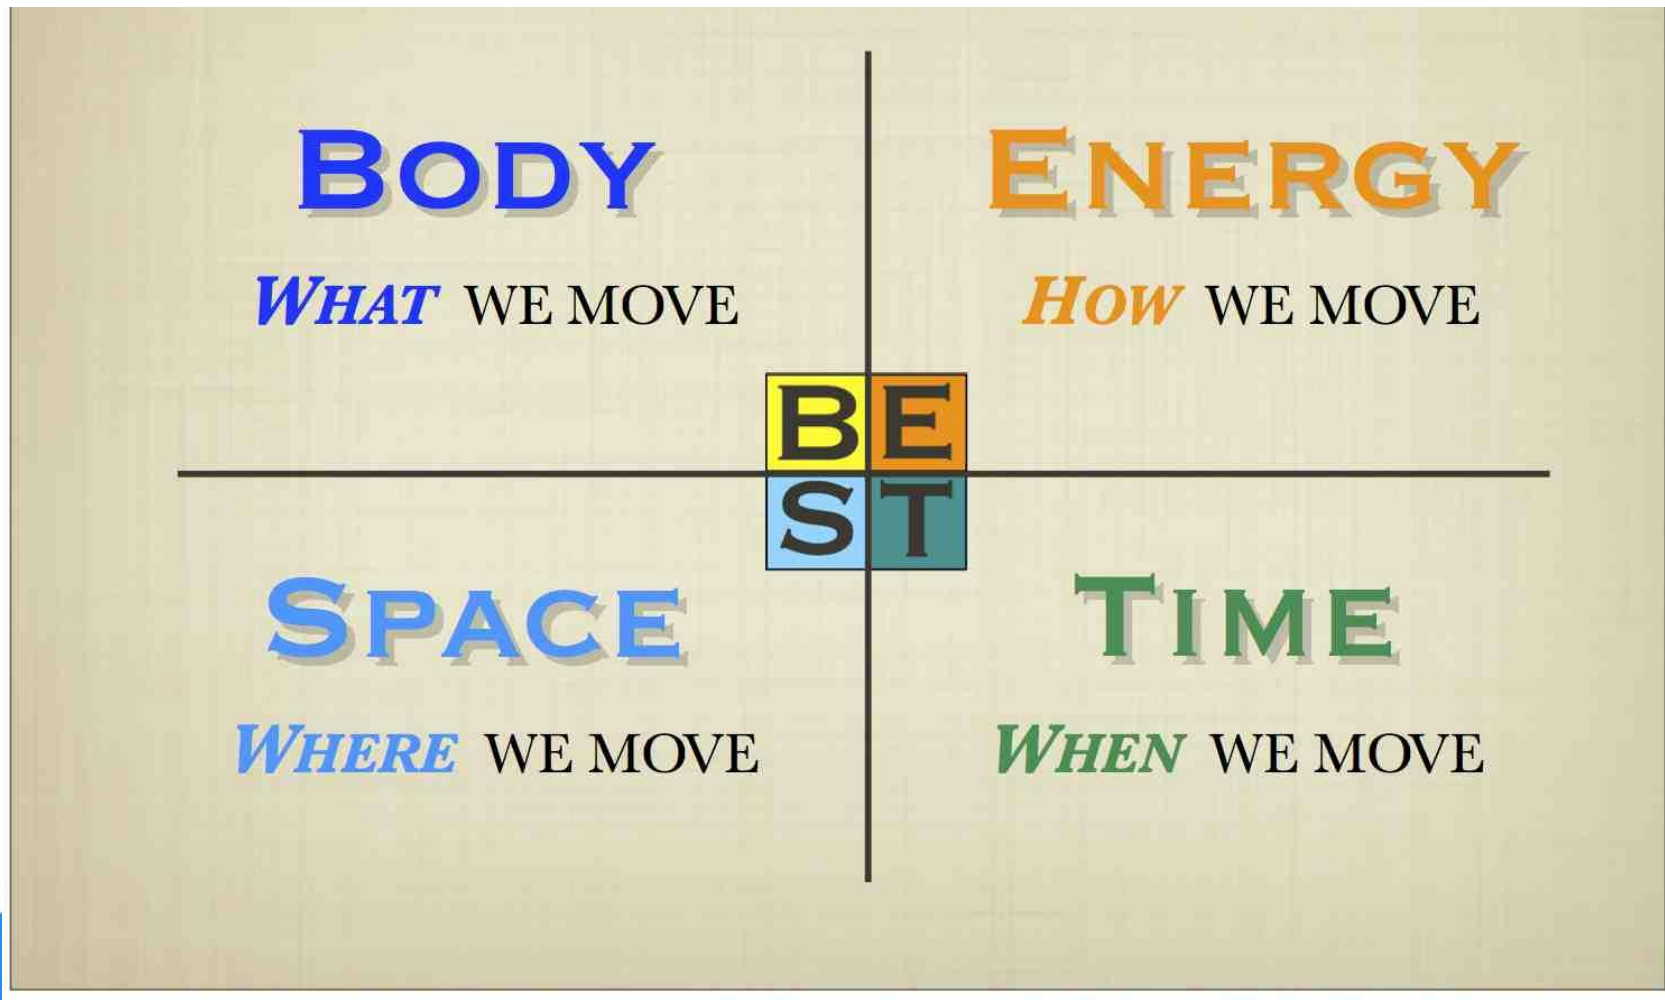 BODY
WHAT WE MOVE
ENERGY
HOW WE MOVE
BE
ST
SPACE
WHERE WE MOVE
TIME
WHEN WE MOVE